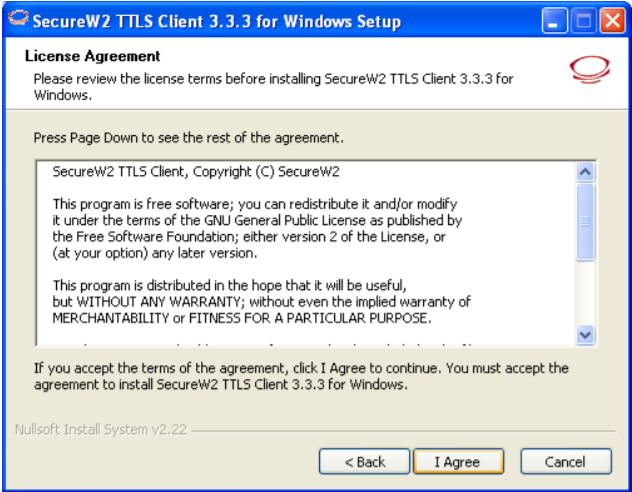 SecureW2 TTLS Client 3.3.3 for Windows Setup
License Agreement
Please review the license terms before installing SecureW2 TTLS Client 3.3.3 for
Windows.
Press Page Down to see the rest of the agreement.
SecureW2 TTLS Client, Copyright (C) SecureW2
This program is free software; you can redistribute it and/or modify
it under the terms of the GNU General Public License as published by
the Free Software Foundation; either version 2 of the License, or
(at your option) any later version.
This program is distributed in the hope that it will be useful,
but WITHOUT ANY WARRANTY; without even the implied warranty of
MERCHANTABILITY or FITNESS FOR A PARTICULAR PURPOSE.
If you accept the terms of the agreement, click I Agree to continue. You must accept the
agreement to install SecureW2 TTLS Client 3.3.3 for Windows.
Nullsoft Install System v2.22
< Back
I Agree
Cancel